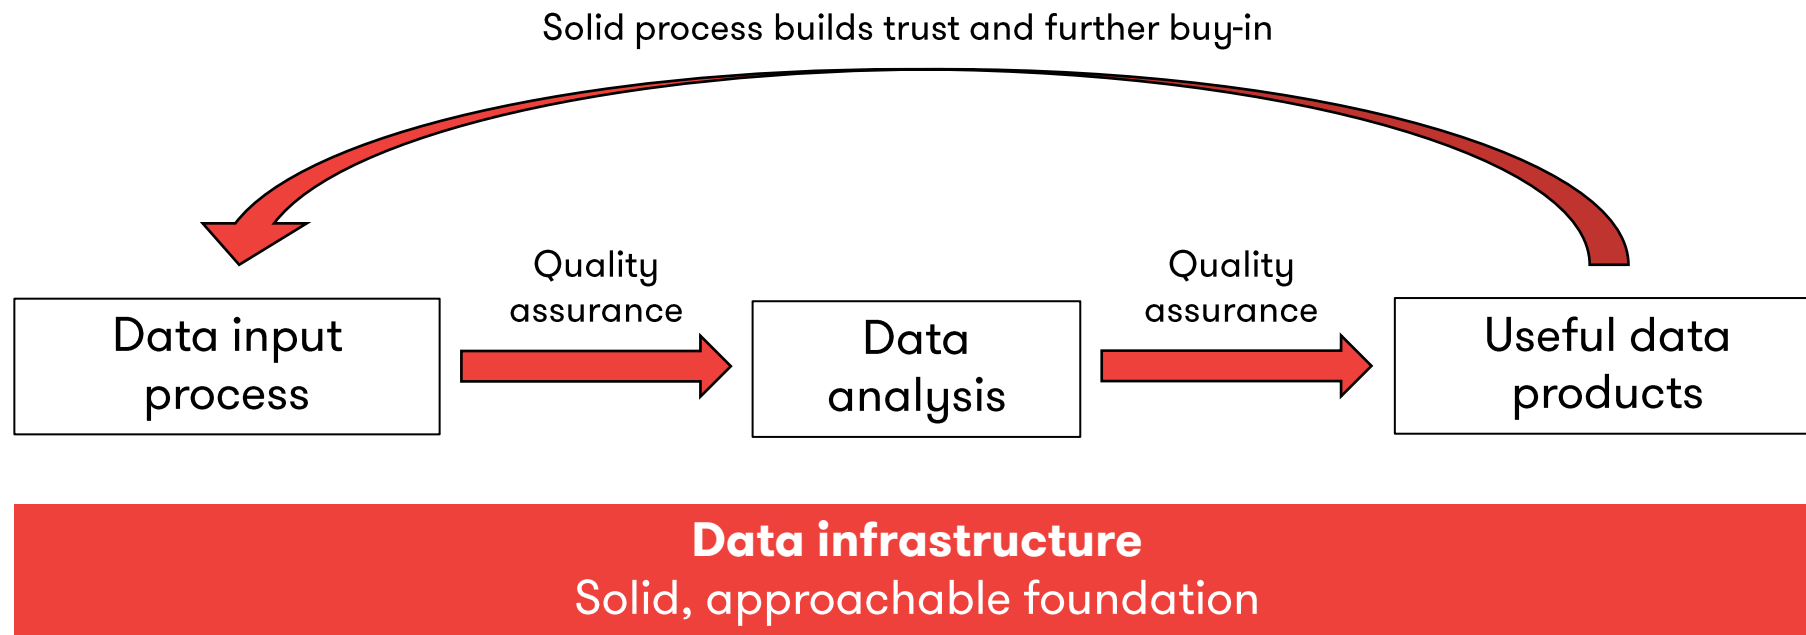 Solid process builds trust and further buy-in
Quality
assurance
Quality
assurance
Data input
process
Data
analysis
Useful data
products
Data infrastructure
Solid, approachable foundation